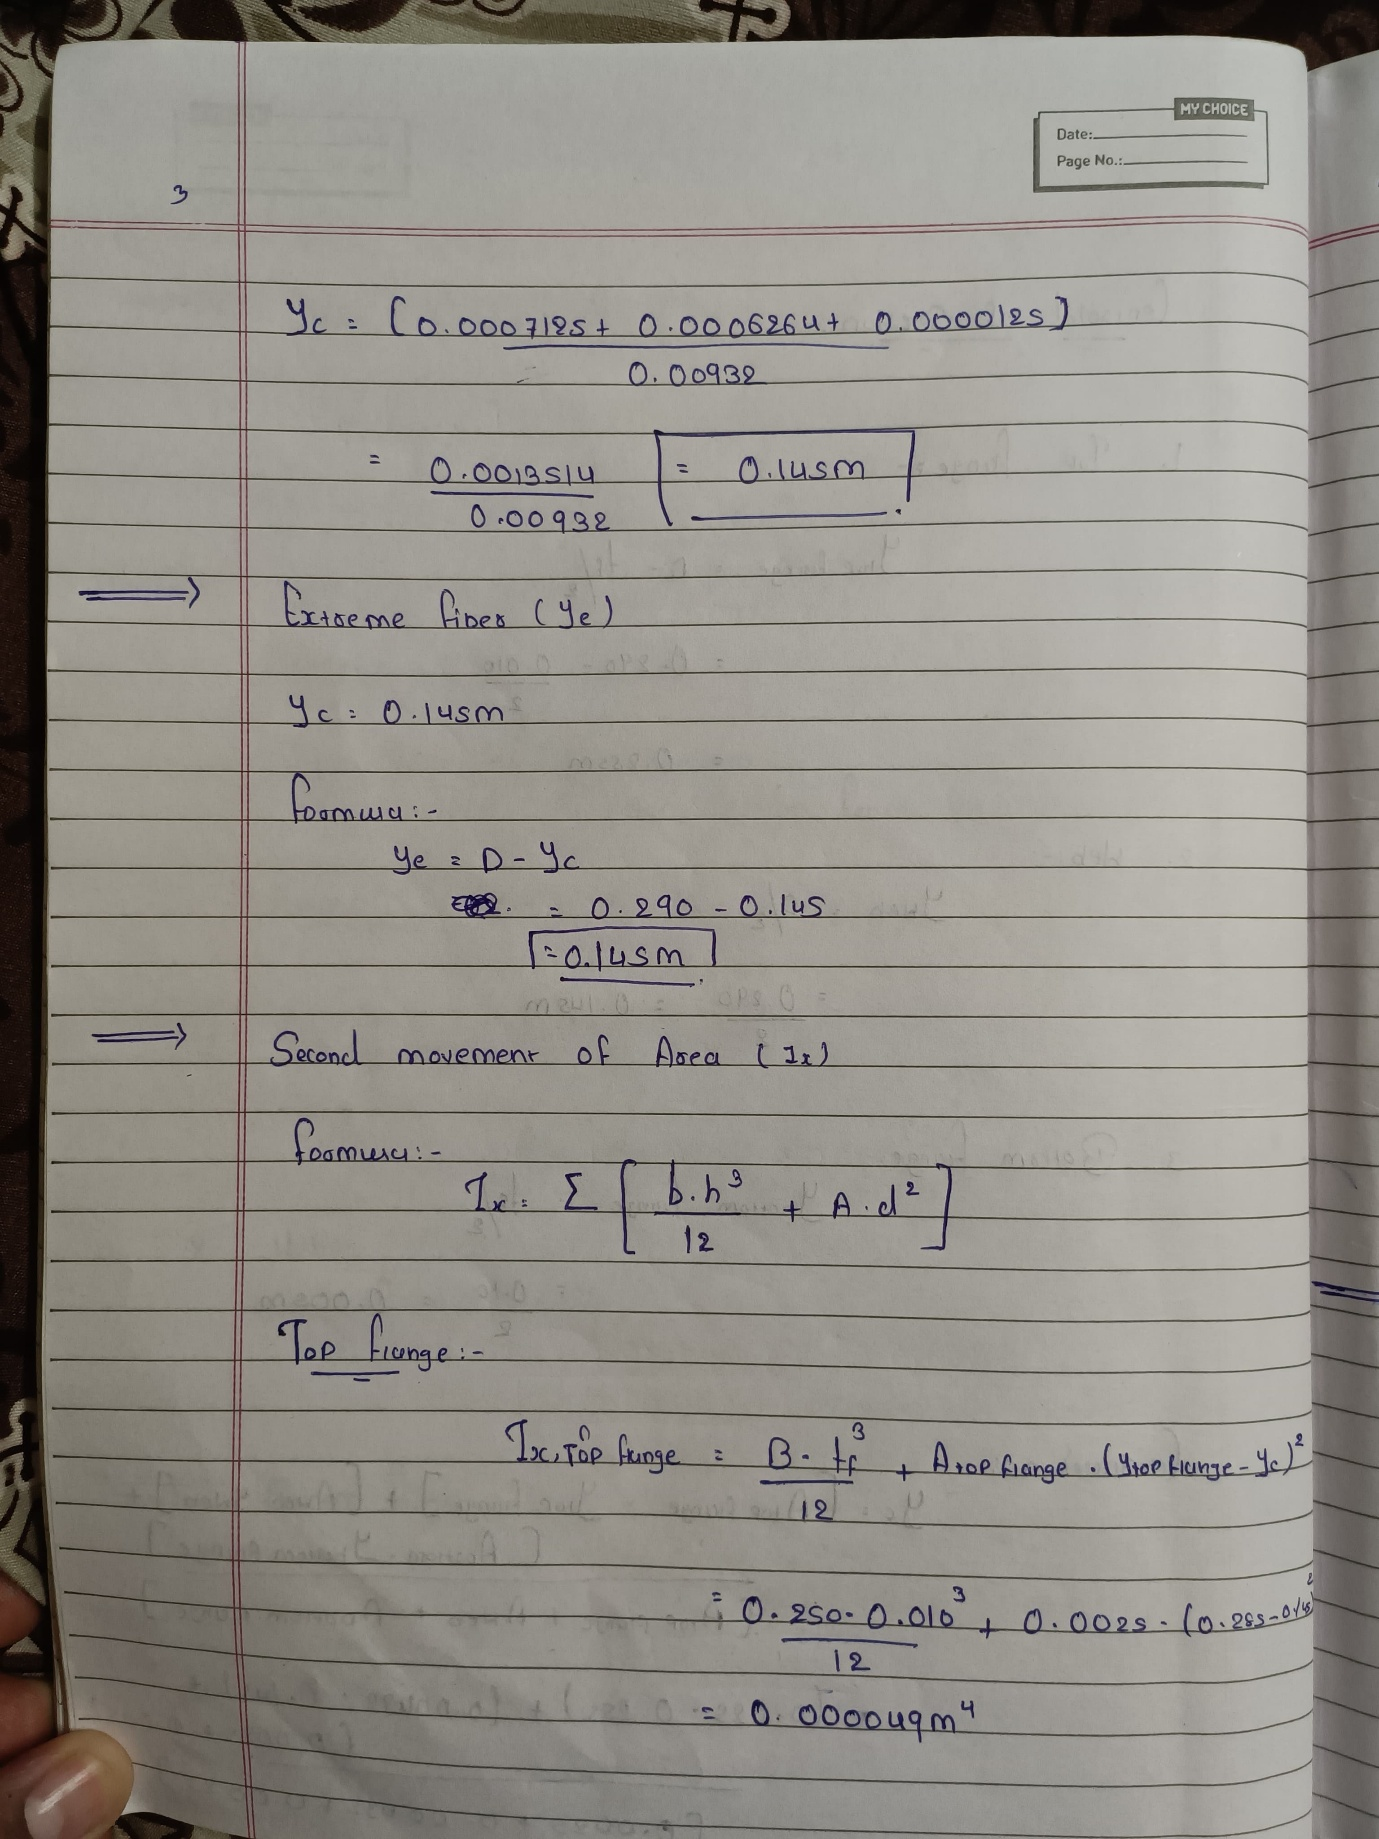 MY CHOICE
Date:
Page No.:
3
Yc = [0.0007125+ 0.0006264+ 0.0000125]
0.00932
= 0.0013514
0.00932
= 0.145m
Extreme fiber (Ye)
Yc = 0.145m
formula:-
Ye = D - Yc
= 0.290 - 0.145
= 0.145m
Second movement of Area (Ix)
formula:-
Ix = Σ [ b.h³ / 12 + A.d² ]
Top flange:-
Ix, Top flange = B - tf³ / 12 + Atop flange . (Ytop flange - Yc)²
= 0.250 - 0.010³ / 12 + 0.0025 - (0.285-0.145)²
= 0.000049m⁴